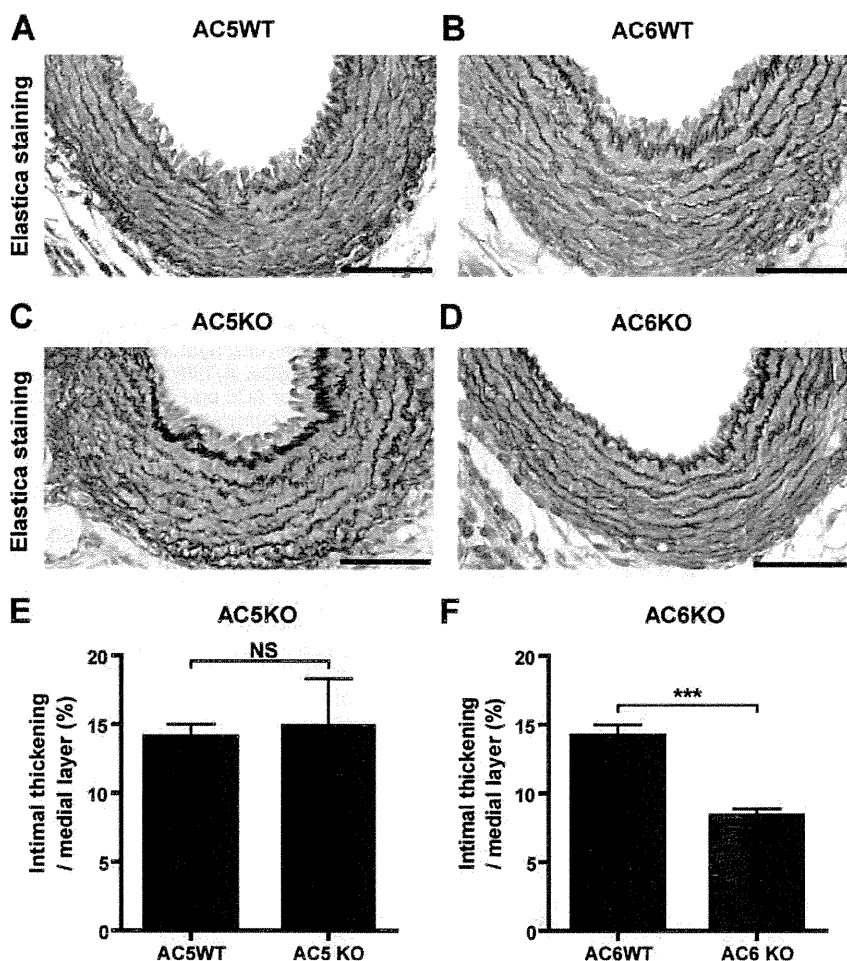 A AC5WT
B AC6WT
Elastica staining
C AC5KO
D AC6KO
Elastica staining
E AC5KO
Intimal thickening
/ medial layer (%)
20
15
10
5
0
NS
AC5WT AC5 KO
F AC6KO
Intimal thickening
/ medial layer (%)
20
15
10
5
0
***
AC6WT AC6 KO